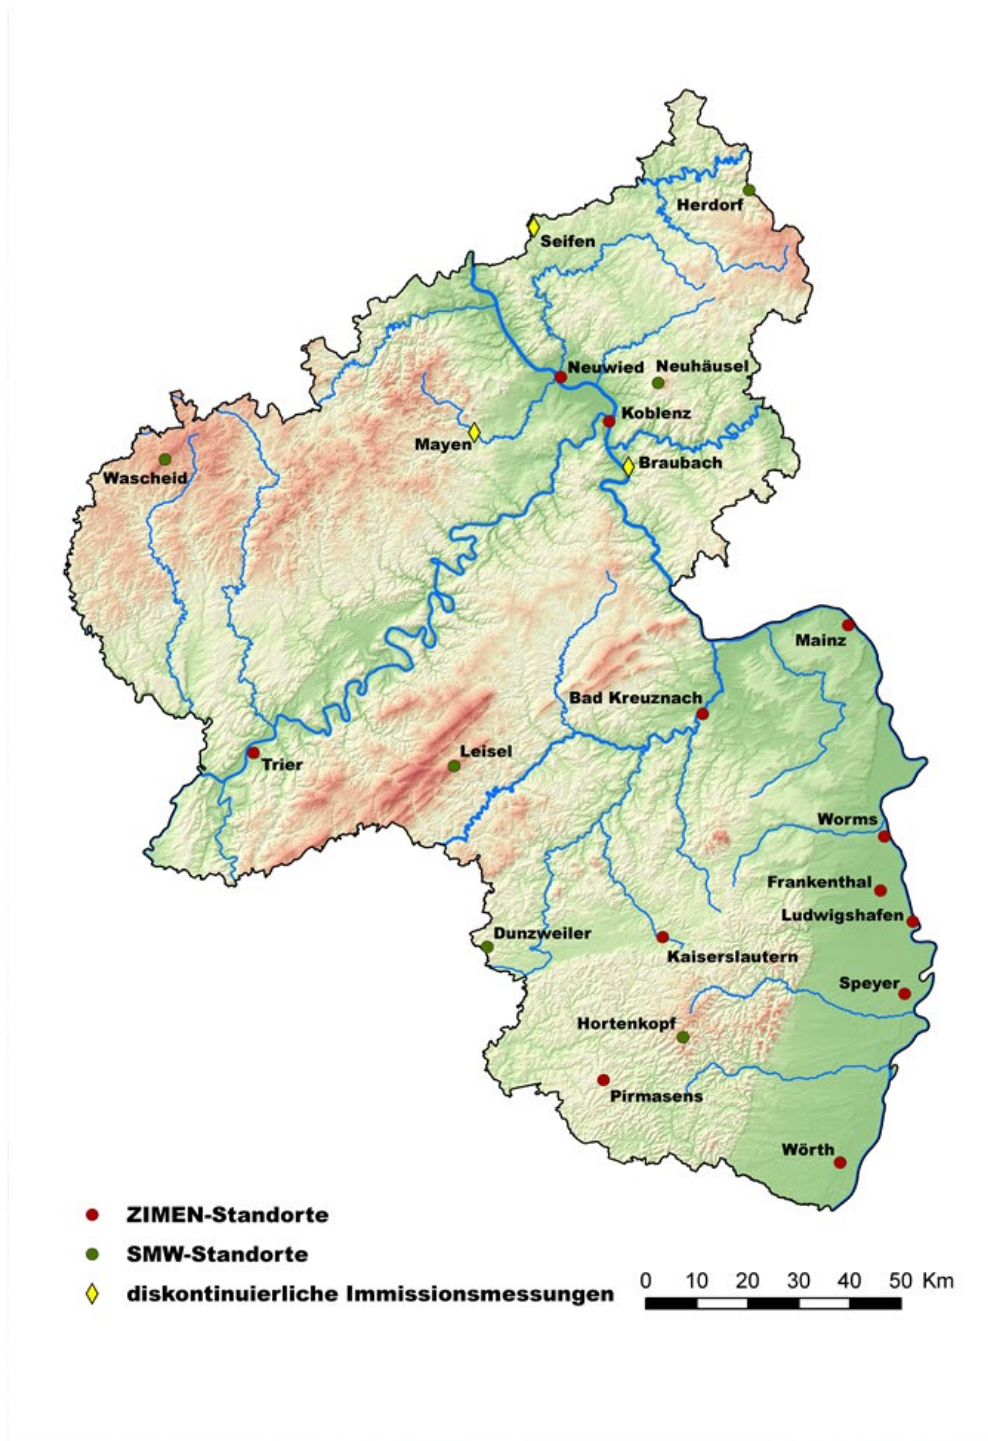 Herdorf
Seifen
Neuwied
Neuhäusel
Koblenz
Mayen
Braubach
Wascheid
Mainz
Bad Kreuznach
Leisel
Trier
Worms
Frankenthal
Ludwigshafen
Dunzweiler
Kaiserslautern
Speyer
Hortenkopf
Pirmasens
Wörth
ZIMEN-Standorte
SMW-Standorte
diskontinuierliche Immissionsmessungen
0 10 20 30 40 50 Km